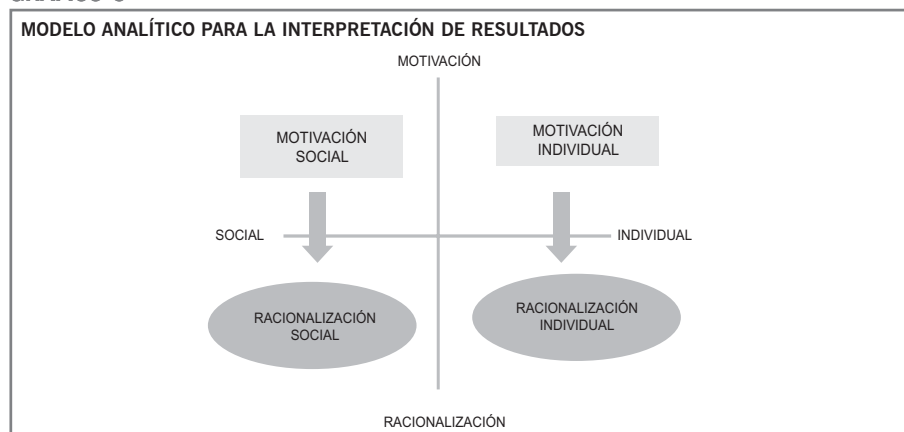 MODELO ANALÍTICO PARA LA INTERPRETACIÓN DE RESULTADOS
MOTIVACIÓN
MOTIVACIÓN
SOCIAL
MOTIVACIÓN
INDIVIDUAL
SOCIAL
INDIVIDUAL
RACIONALIZACIÓN
SOCIAL
RACIONALIZACIÓN
INDIVIDUAL
RACIONALIZACIÓN